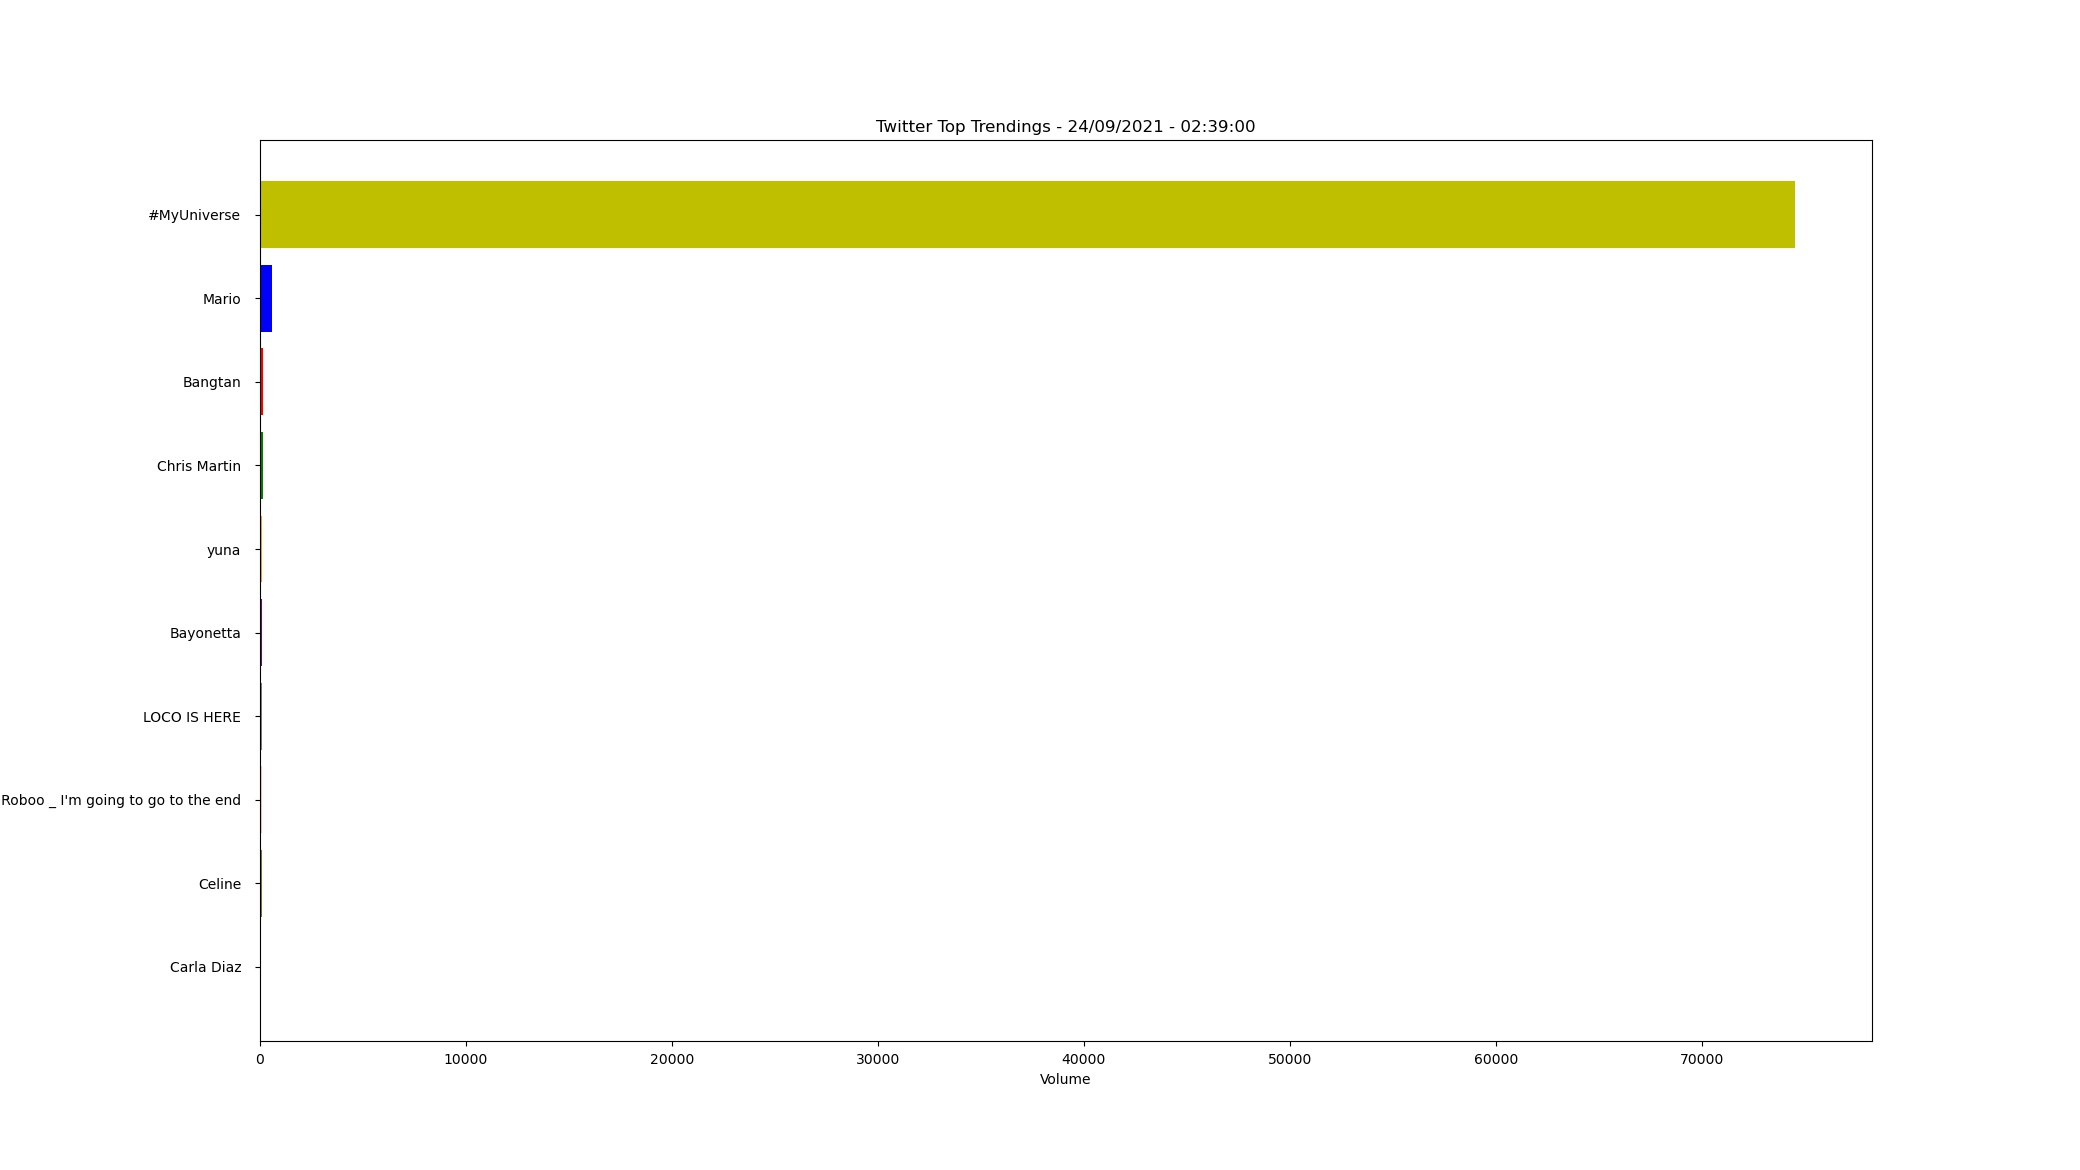 Twitter Top Trendings - 24/09/2021 - 02:39:00
#MyUniverse
Mario
Bangtan
Chris Martin
yuna
Bayonetta
LOCO IS HERE
Roboo _ I'm going to go to the end
Celine
Carla Diaz
0 10000 20000 30000 40000 50000 60000 70000
Volume